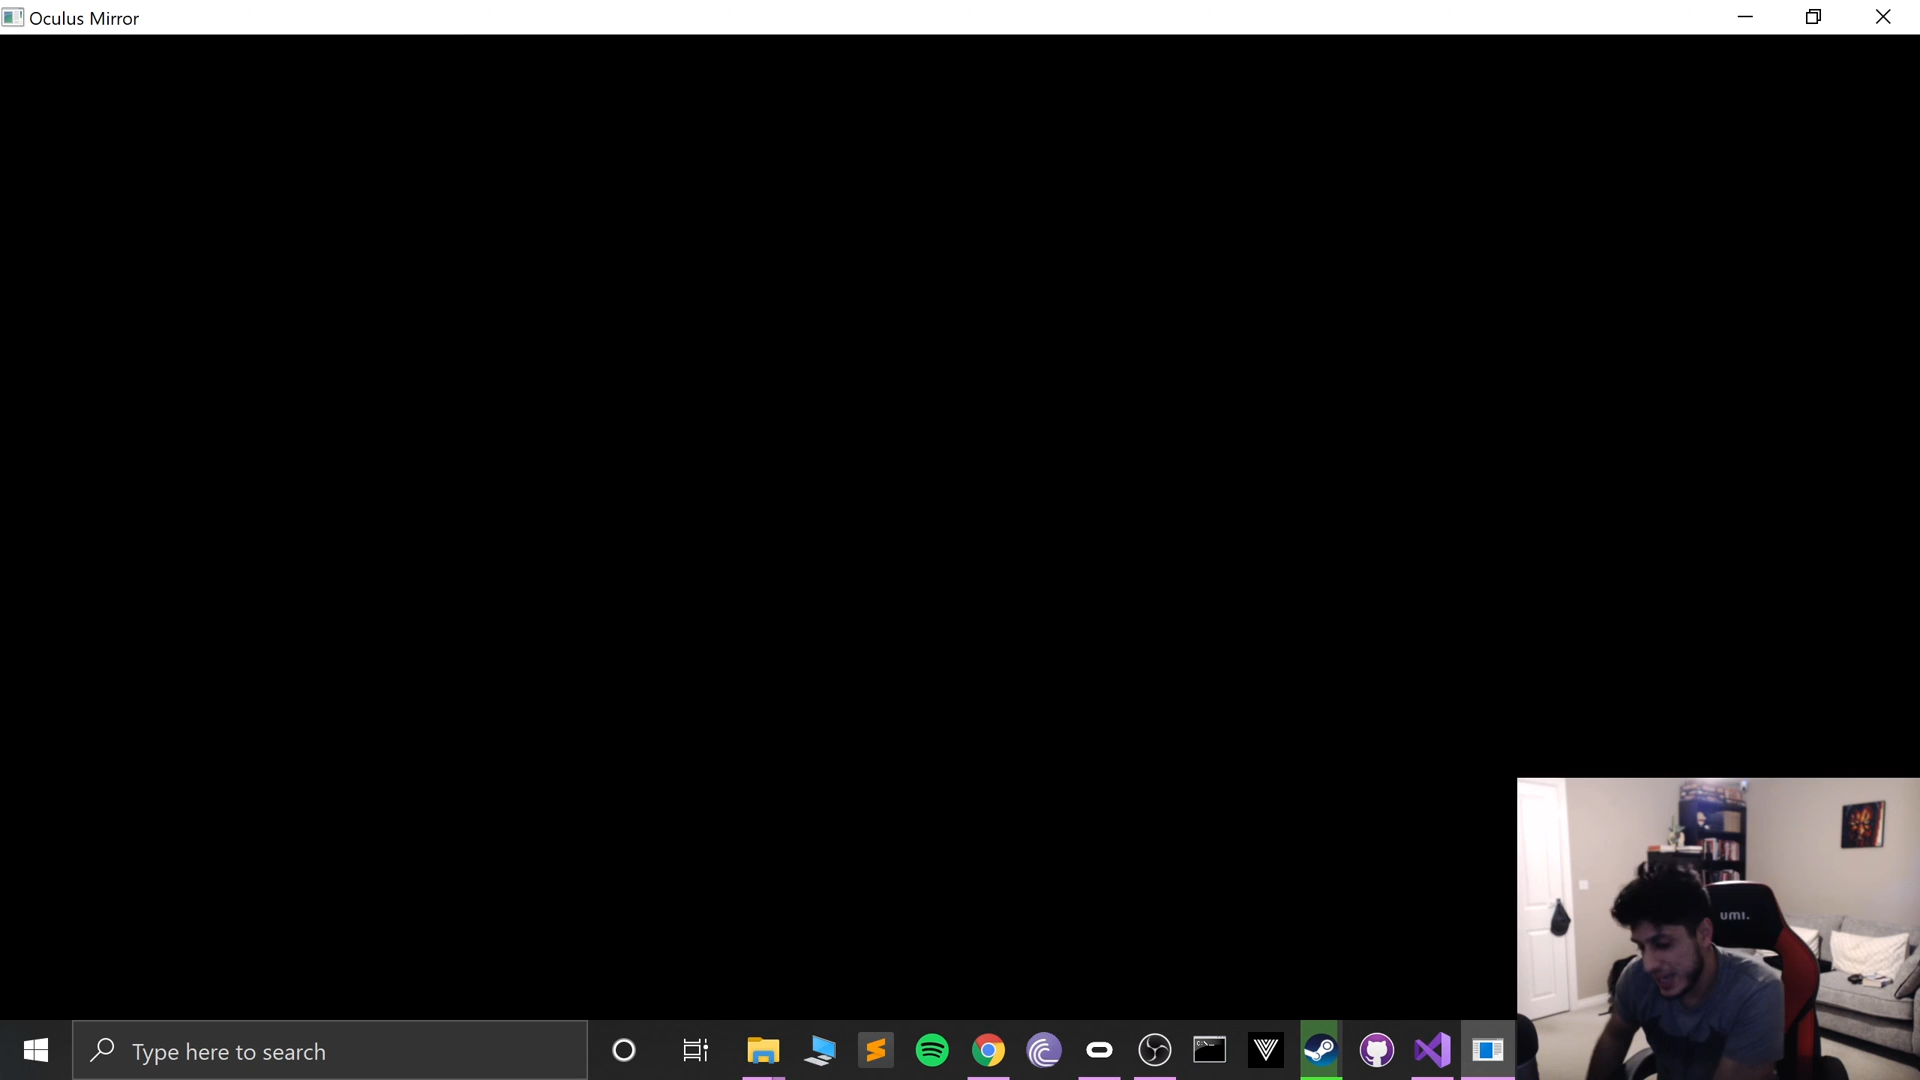 Oculus Mirror
umi.
Type here to search